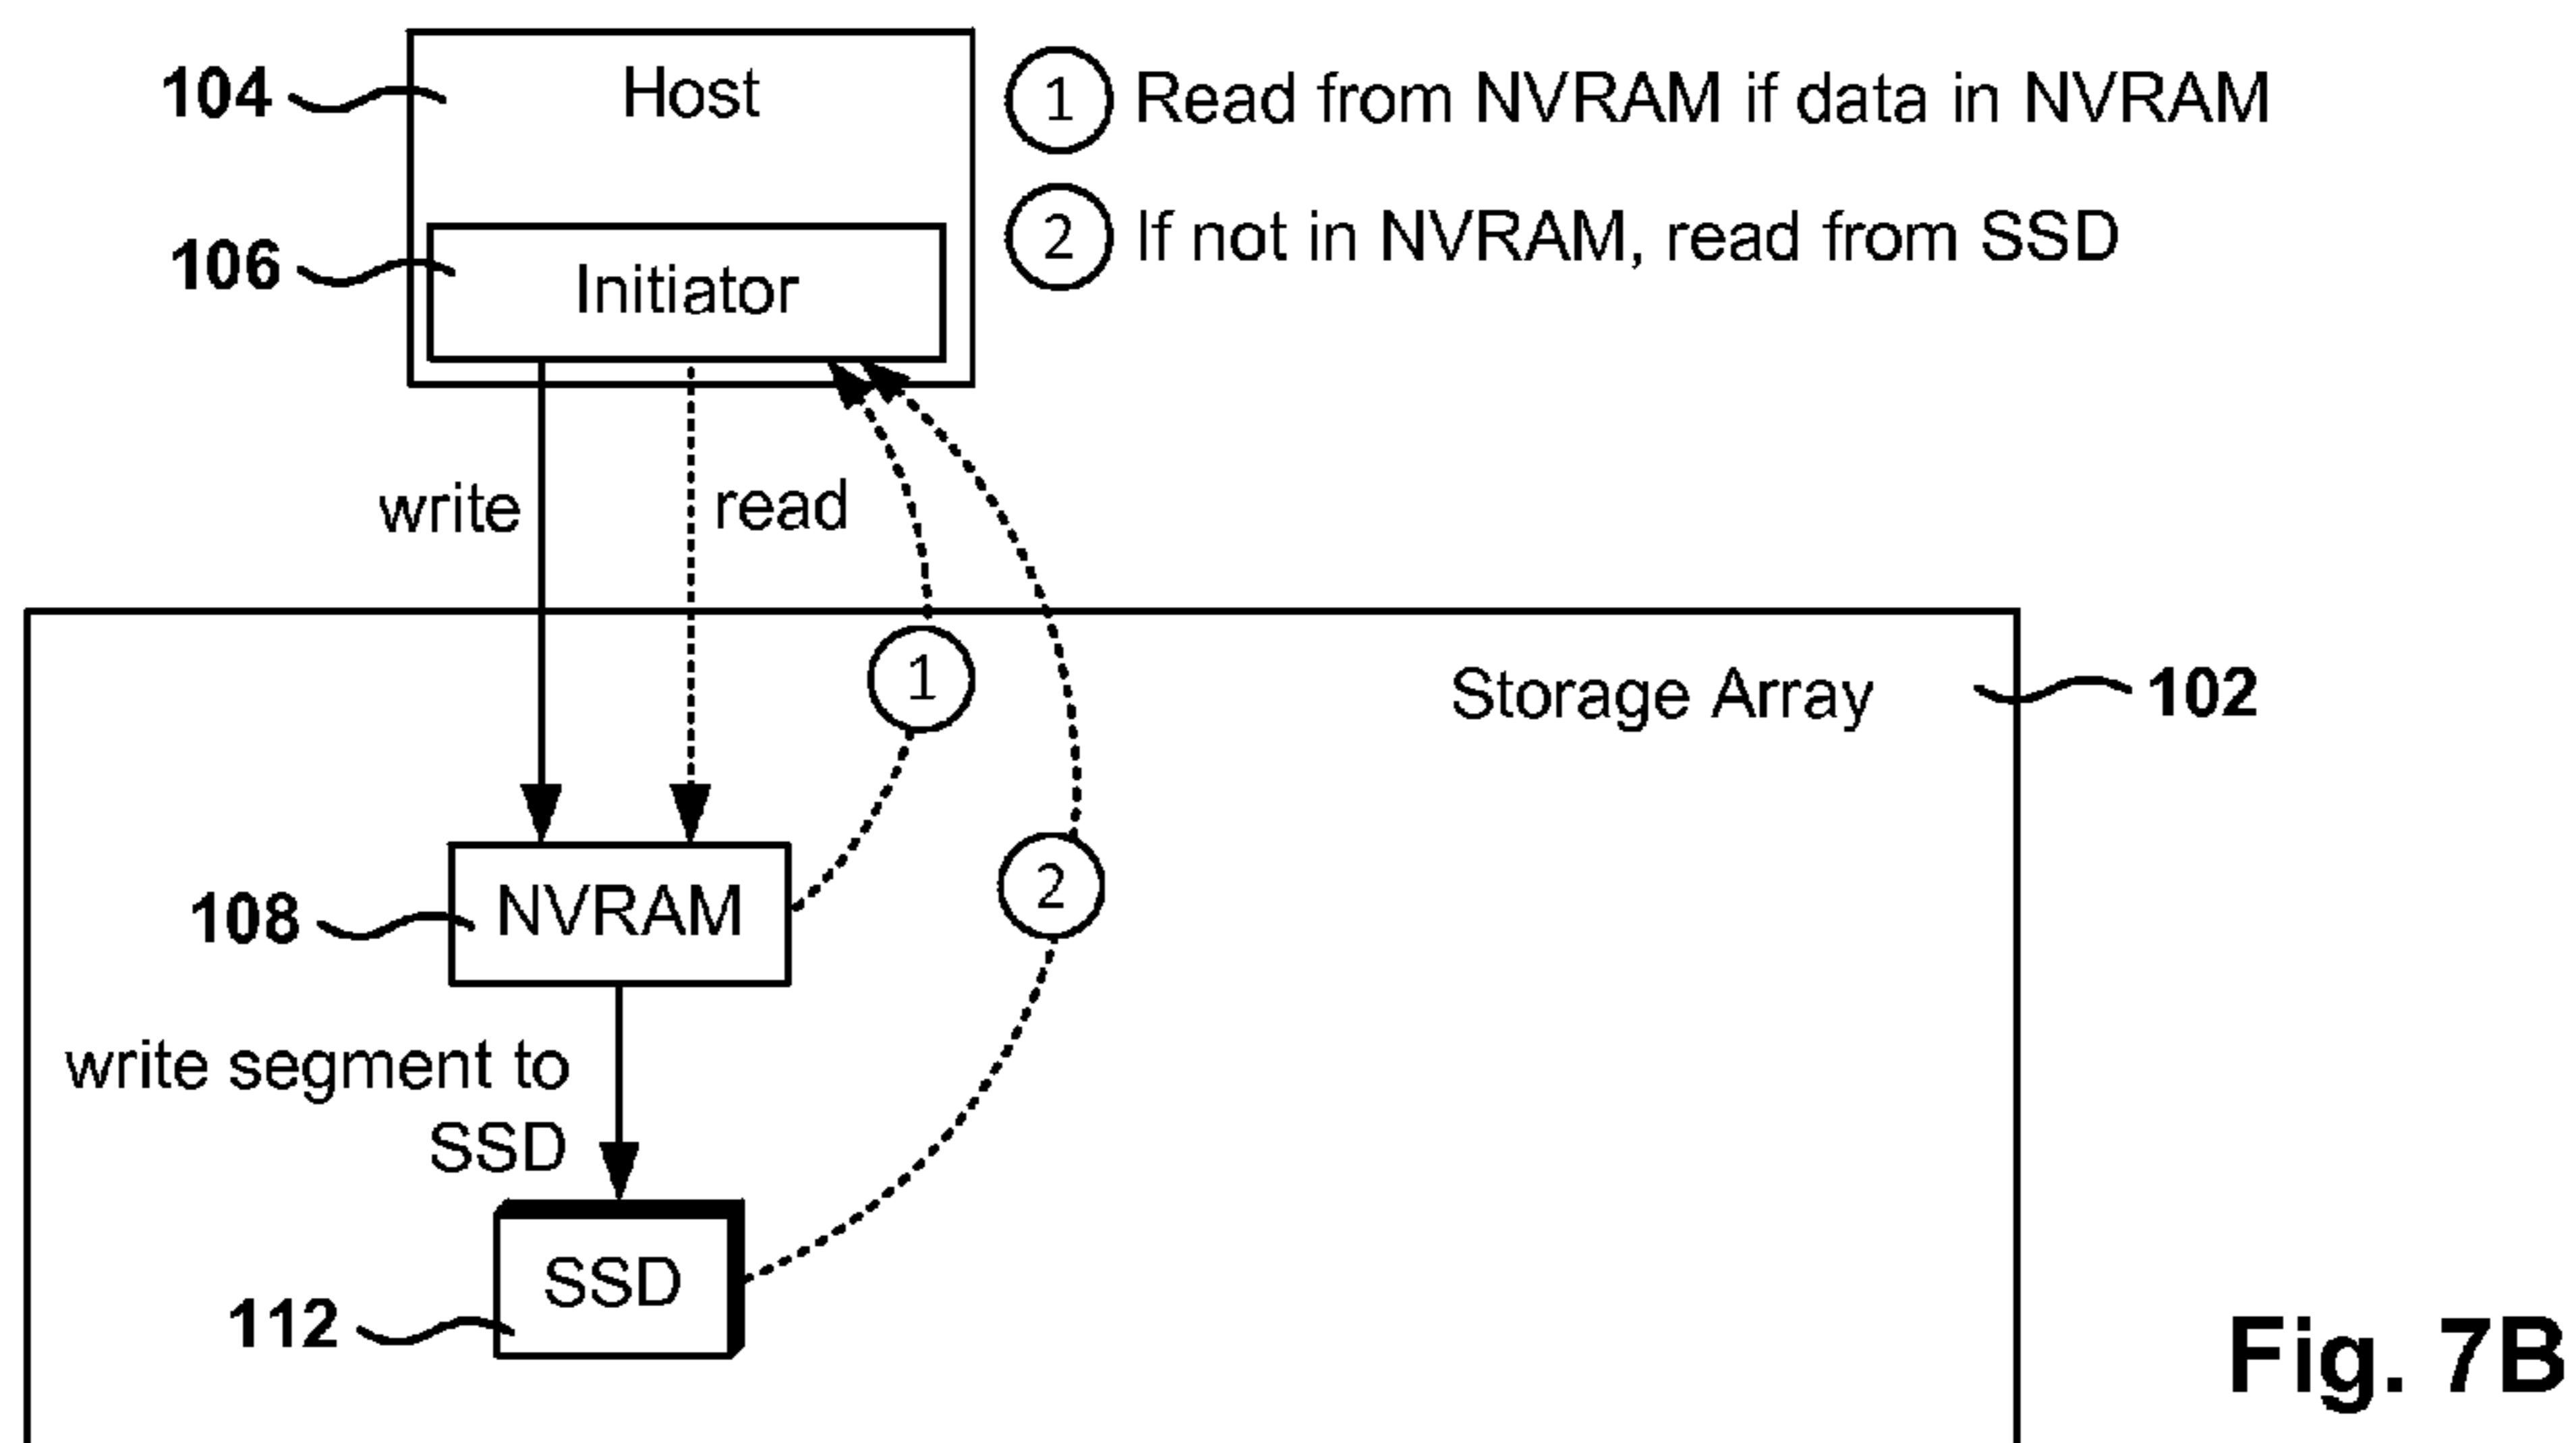 104
Host
1 Read from NVRAM if data in NVRAM
106
Initiator
2 If not in NVRAM, read from SSD
write
read
1
Storage Array
102
108
NVRAM
2
write segment to
SSD
112
SSD
Fig. 7B